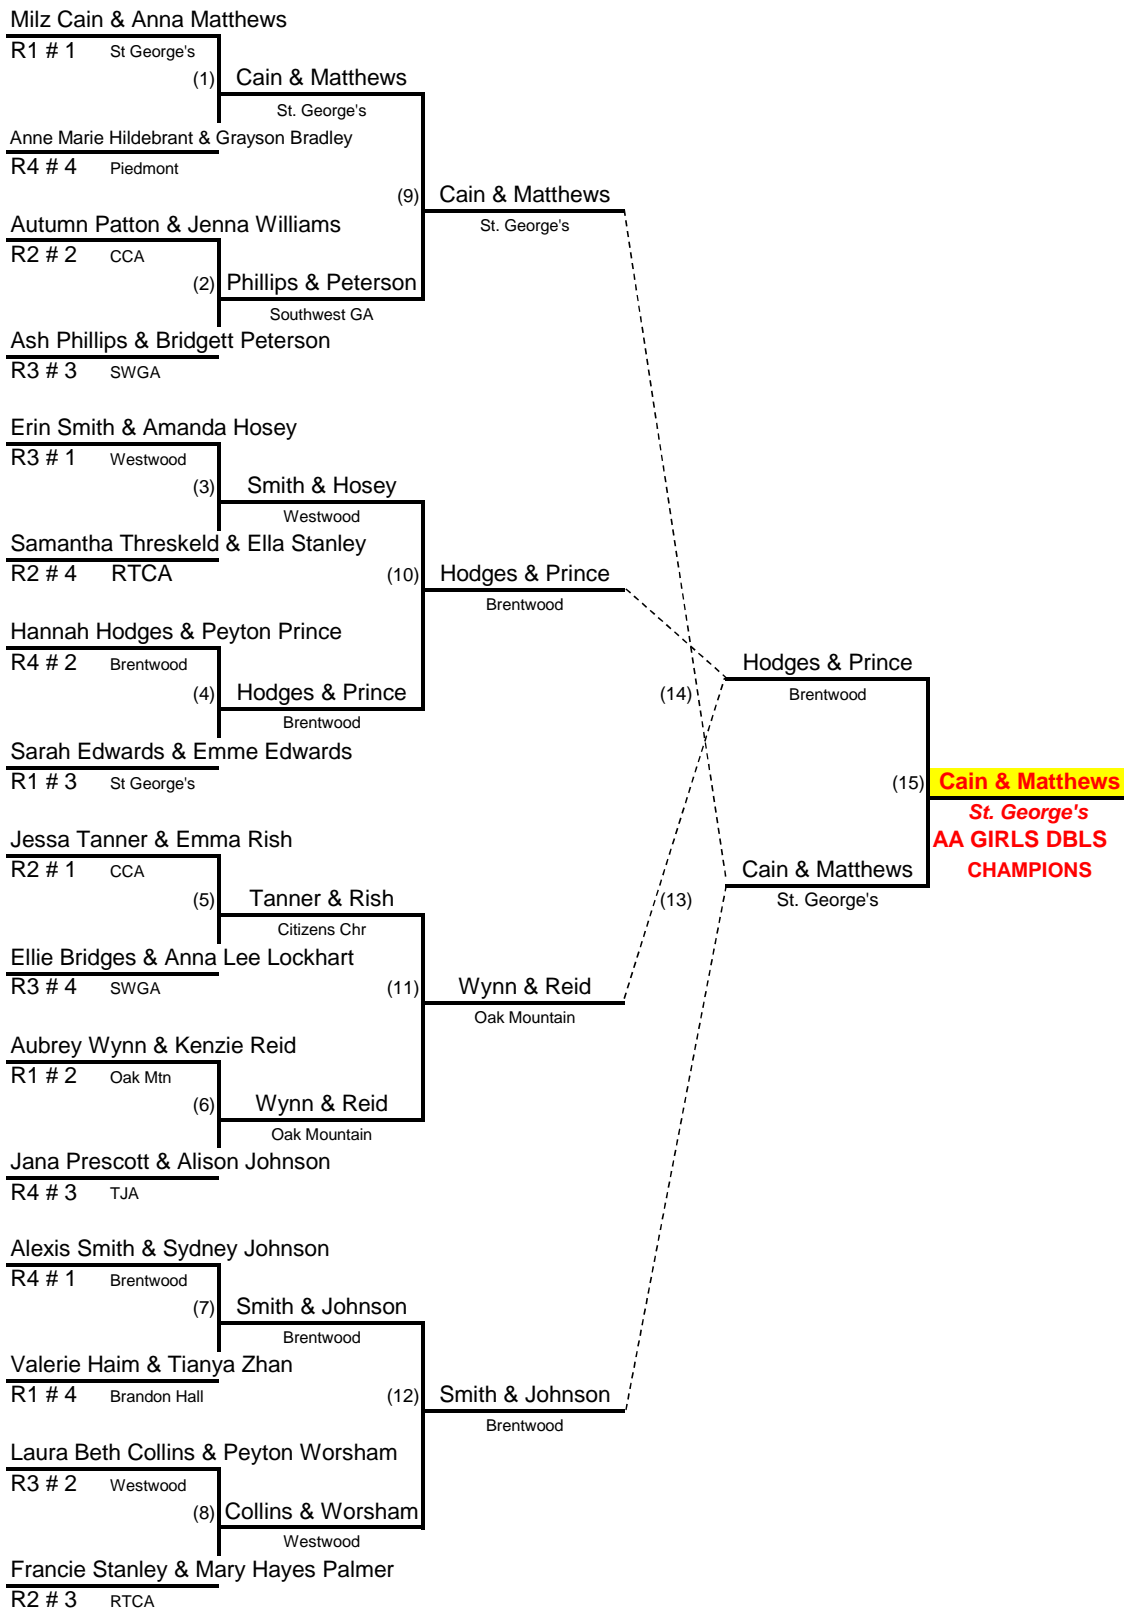 Milz Cain & Anna Matthews
R1 # 1 St George's
(1) Cain & Matthews
St. George's
Anne Marie Hildebrant & Grayson Bradley
R4 # 4 Piedmont
(9) Cain & Matthews
St. George's
Autumn Patton & Jenna Williams
R2 # 2 CCA
(2) Phillips & Peterson
Southwest GA
Ash Phillips & Bridgett Peterson
R3 # 3 SWGA
Erin Smith & Amanda Hosey
R3 # 1 Westwood
(3) Smith & Hosey
Westwood
Samantha Threskeld & Ella Stanley
R2 # 4 RTCA
(10) Hodges & Prince
Brentwood
Hannah Hodges & Peyton Prince
R4 # 2 Brentwood
(4) Hodges & Prince
Brentwood
(14) Hodges & Prince
Brentwood
Sarah Edwards & Emme Edwards
R1 # 3 St George's
(15) Cain & Matthews
St. George's
AA GIRLS DBLS
CHAMPIONS
Jessa Tanner & Emma Rish
R2 # 1 CCA
(5) Tanner & Rish
Citizens Chr
(13) Cain & Matthews
St. George's
Ellie Bridges & Anna Lee Lockhart
R3 # 4 SWGA
(11) Wynn & Reid
Oak Mountain
Aubrey Wynn & Kenzie Reid
R1 # 2 Oak Mtn
(6) Wynn & Reid
Oak Mountain
Jana Prescott & Alison Johnson
R4 # 3 TJA
Alexis Smith & Sydney Johnson
R4 # 1 Brentwood
(7) Smith & Johnson
Brentwood
Valerie Haim & Tianya Zhan
R1 # 4 Brandon Hall
(12) Smith & Johnson
Brentwood
Laura Beth Collins & Peyton Worsham
R3 # 2 Westwood
(8) Collins & Worsham
Westwood
Francie Stanley & Mary Hayes Palmer
R2 # 3 RTCA